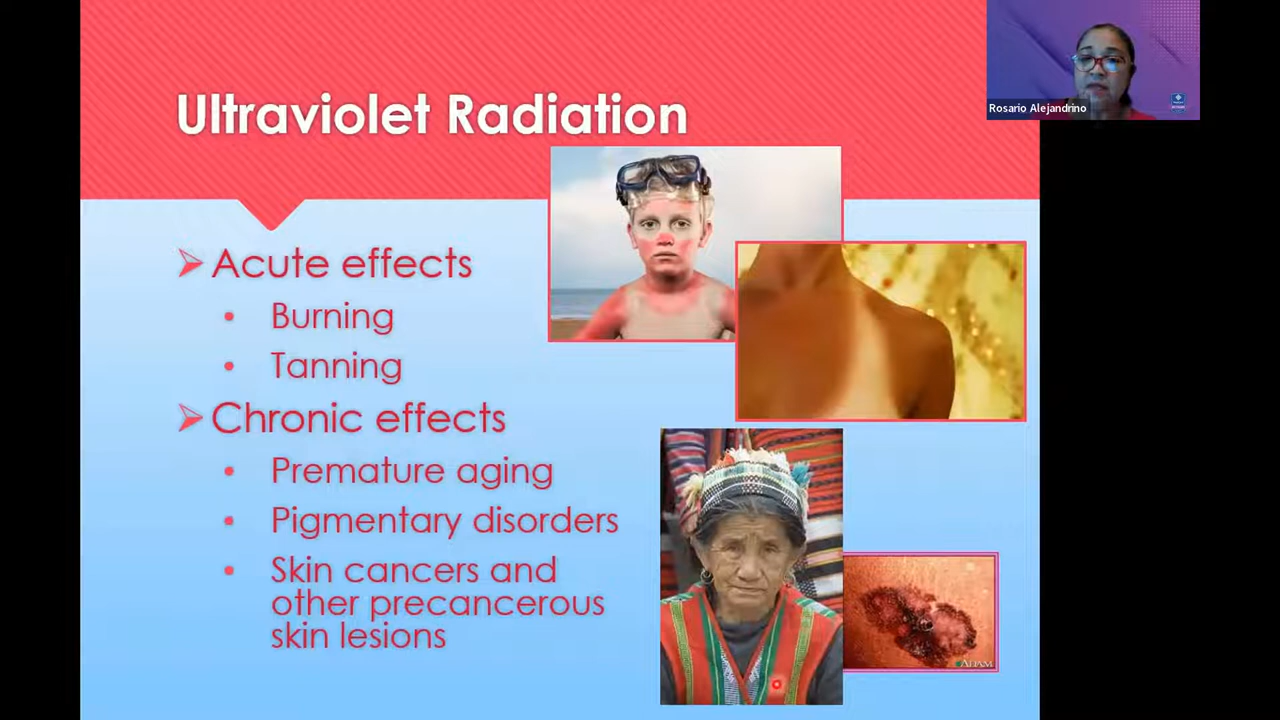 Ultraviolet Radiation
Rosario Alejandrino
Acute effects
Burning
Tanning
Chronic effects
Premature aging
Pigmentary disorders
Skin cancers and
other precancerous
skin lesions
ADAM